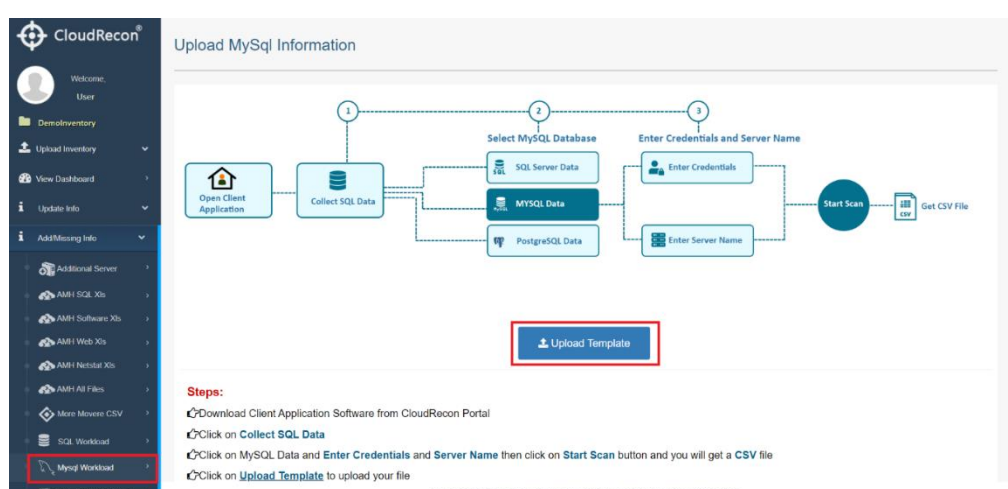 CloudRecon®
Welcome,
User
DemoInventory
Upload Inventory
View Dashboard
Update Info
Add/Missing Info
Additional Server
AMH SQL Xls
AMH Software Xls
AMH Web Xls
AMH Netstat Xls
AMH All Files
More Movere CSV
SQL Workload
Mysql Workload
Upload MySql Information
1
2
3
Select MySQL Database
Enter Credentials and Server Name
Open Client
Application
Collect SQL Data
SQL
SQL Server Data
MYSQL Data
PostgreSQL Data
Enter Credentials
Enter Server Name
Start Scan
CSV
Get CSV File
Upload Template
Steps:
Download Client Application Software from CloudRecon Portal
Click on Collect SQL Data
Click on MySQL Data and Enter Credentials and Server Name then click on Start Scan button and you will get a CSV file
Click on Upload Template to upload your file